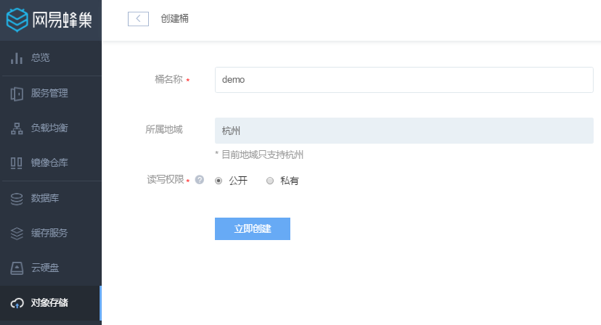 网易蜂巢
创建桶
总览
服务管理
负载均衡
镜像仓库
数据库
缓存服务
云硬盘
对象存储
桶名称 * demo
所属地域 杭州
* 目前地域只支持杭州
读写权限 * ? 公开 私有
立即创建